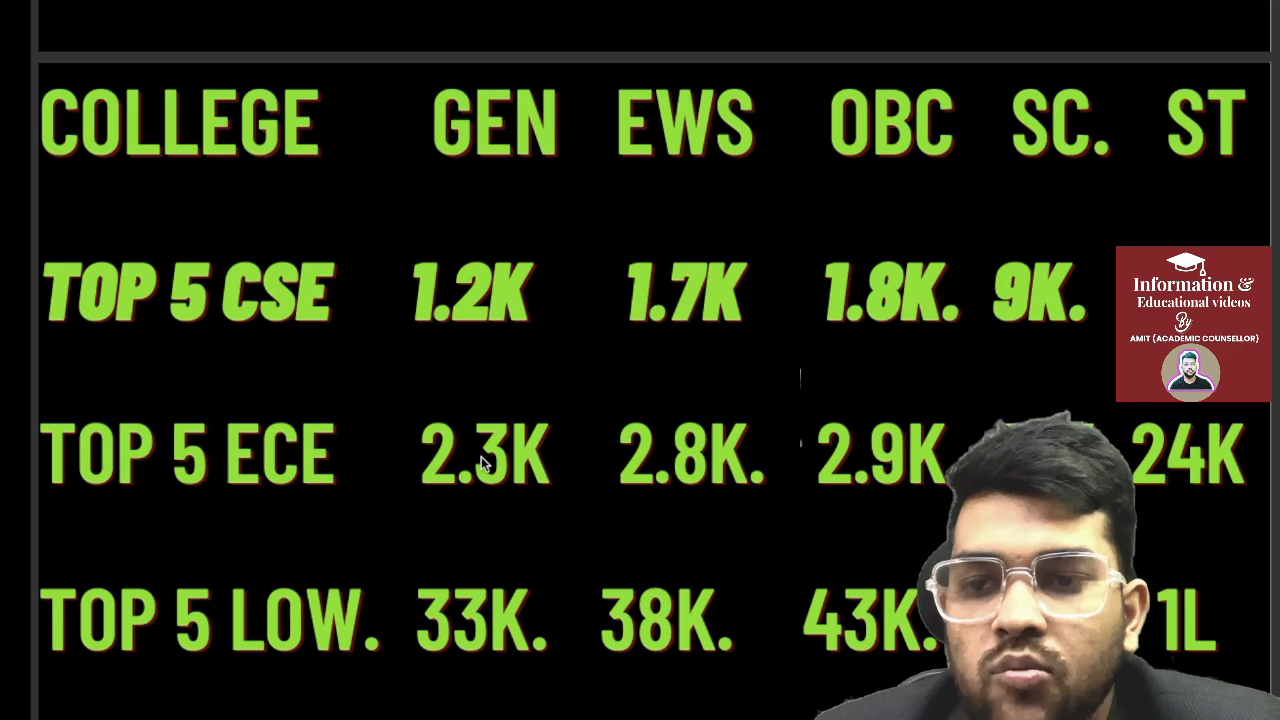 COLLEGE GEN EWS OBC SC. ST
TOP 5 CSE 1.2K 1.7K 1.8K. 9K.
Information &
Educational videos
By
AMIT (ACADEMIC COUNSELLOR)
TOP 5 ECE 2.3K 2.8K. 2.9K 24K
TOP 5 LOW. 33K. 38K. 43K. 1L